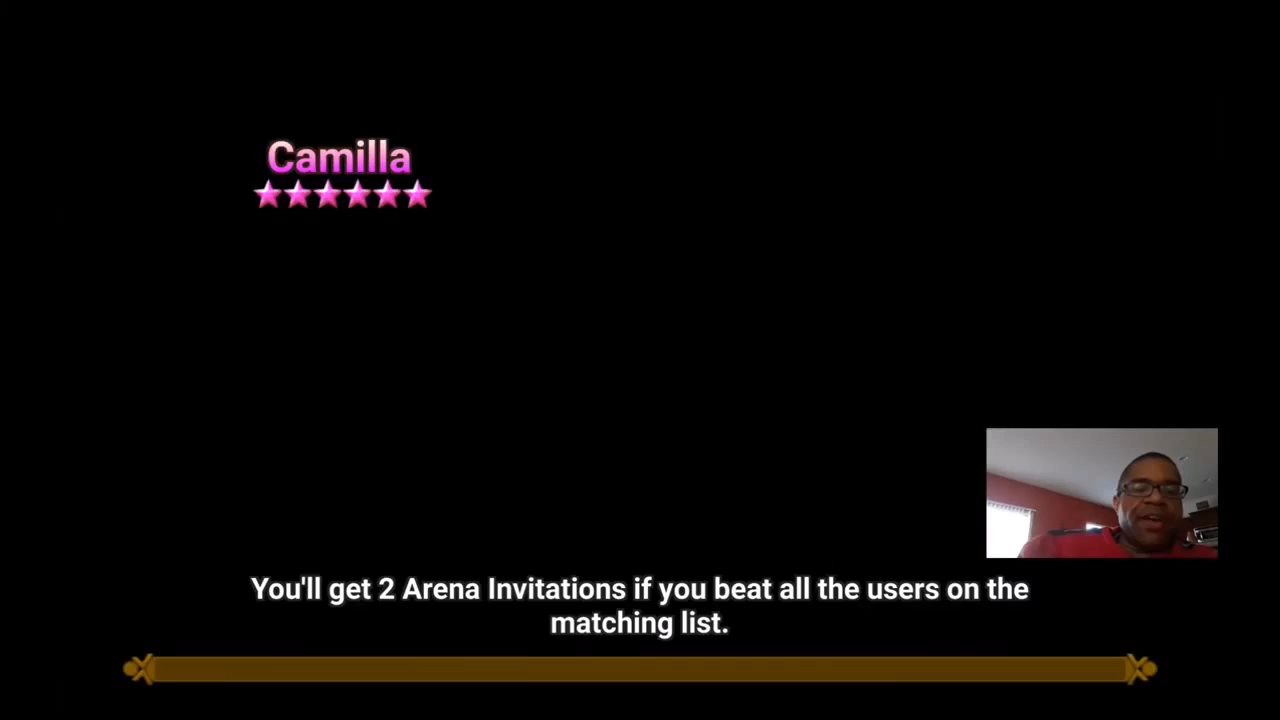 Camilla
You'll get 2 Arena Invitations if you beat all the users on the
matching list.